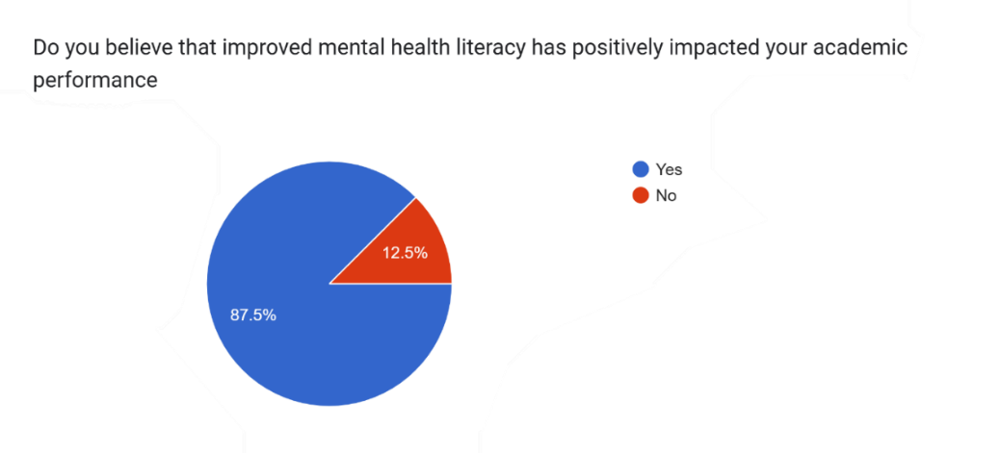 Do you believe that improved mental health literacy has positively impacted your academic
performance
Yes
No
12.5%
87.5%